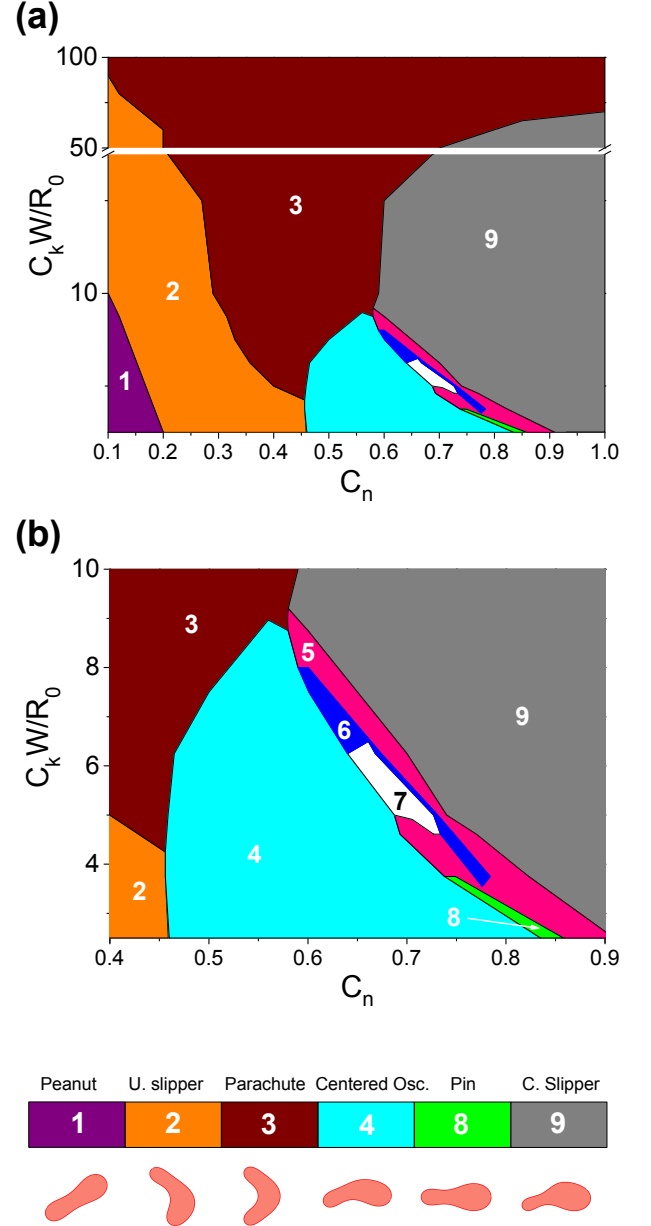 (a)
100
50
10
C_k W/R_0
1
2
3
9
0.1 0.2 0.3 0.4 0.5 0.6 0.7 0.8 0.9 1.0
C_n
(b)
10
8
6
4
C_k W/R_0
3
5
6
9
7
4
2
8
0.4 0.5 0.6 0.7 0.8 0.9
C_n
Peanut U. slipper Parachute Centered Osc. Pin C. Slipper
1 2 3 4 8 9